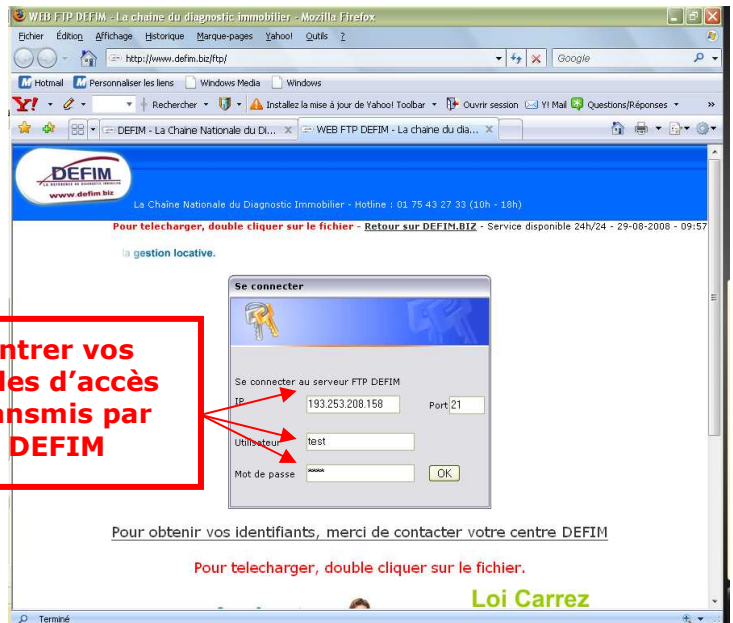 WEB FTP DEFIM - La chaine du diagnostic immobilier - Mozilla Firefox
Fichier Édition Affichage Historique Marque-pages Yahoo! Outils ?
http://www.defim.biz/ftp/ Google
Hotmail Personnaliser les liens Windows Media Windows
Y! Rechercher Installez la mise à jour de Yahoo! Toolbar Ouvrir session Y! Mail Questions/Réponses »
DEFIM - La Chaine Nationale du Di... WEB FTP DEFIM - La chaine du dia...
DEFIM
LA REFERENCE DU DIAGNOSTIC IMMOBILIER
www.defim.biz
La Chaîne Nationale du Diagnostic Immobilier - Hotline : 01 75 43 27 33 (10h - 18h)
Pour telecharger, double cliquer sur le fichier - Retour sur DEFIM.BIZ - Service disponible 24h/24 - 29-08-2008 - 09:57
la gestion locative.
Se connecter
Se connecter au serveur FTP DEFIM
IP 193.253.208.158 Port 21
Utilisateur test
Mot de passe **** OK
ntrer vos
des d’accès
ansmis par
DEFIM
Pour obtenir vos identifiants, merci de contacter votre centre DEFIM
Pour telecharger, double cliquer sur le fichier.
Loi Carrez
Terminé